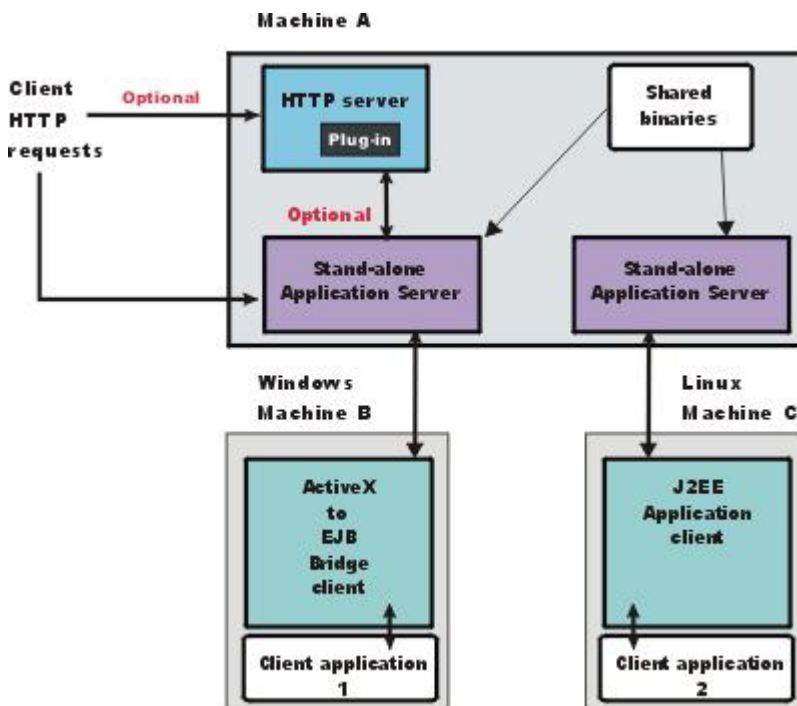 Machine A
Client
HTTP
requests
Optional
HTTP server
Plug-in
Shared
binaries
Optional
Stand-alone
Application Server
Stand-alone
Application Server
Windows
Machine B
Linux
Machine C
ActiveX
to
EJB
Bridge
client
J2EE
Application
client
Client application
1
Client application
2